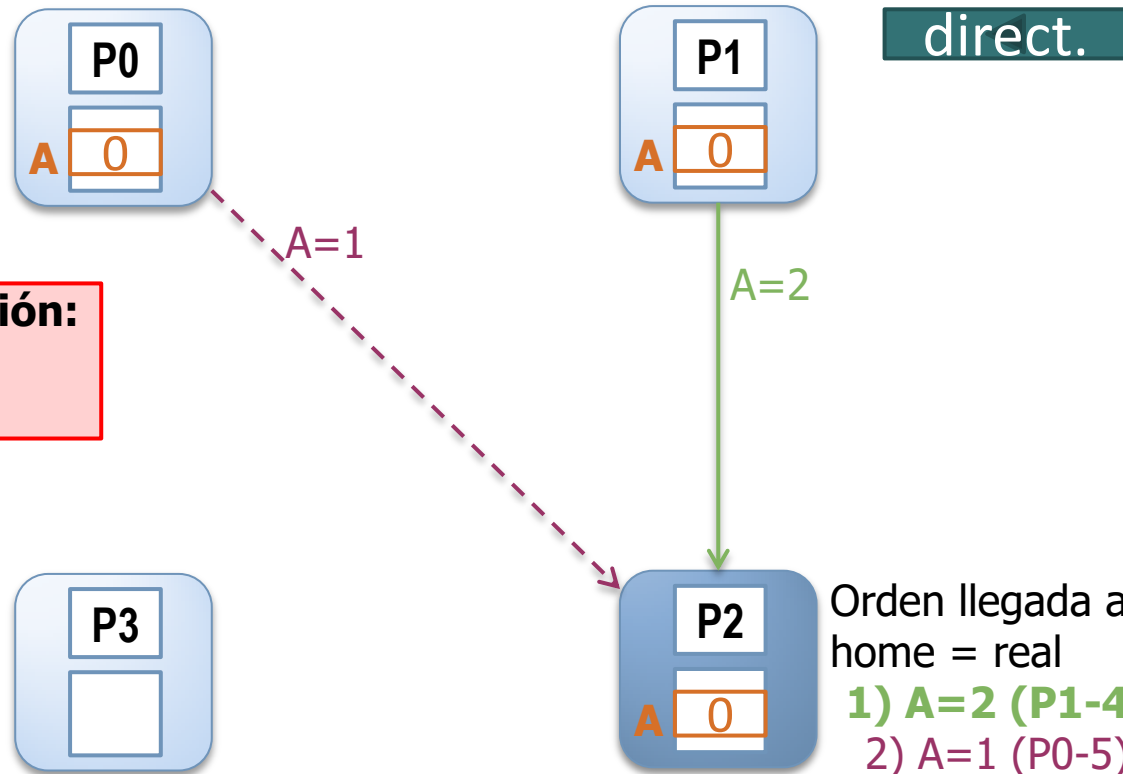 P0
A 0
P1
A 0
direct.
A=1
A=2
ión:
P3
P2
A 0
Orden llegada a
home = real
1) A=2 (P1-4
2) A=1 (P0-5)